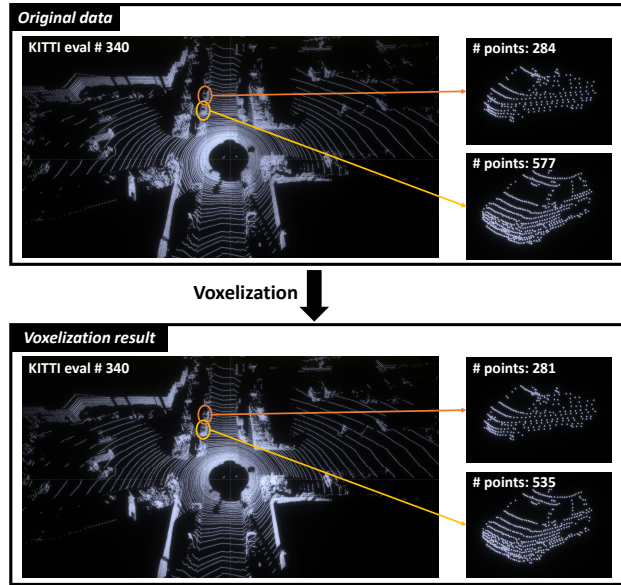 Original data
KITTI eval # 340
# points: 284
# points: 577
Voxelization
Voxelization result
KITTI eval # 340
# points: 281
# points: 535